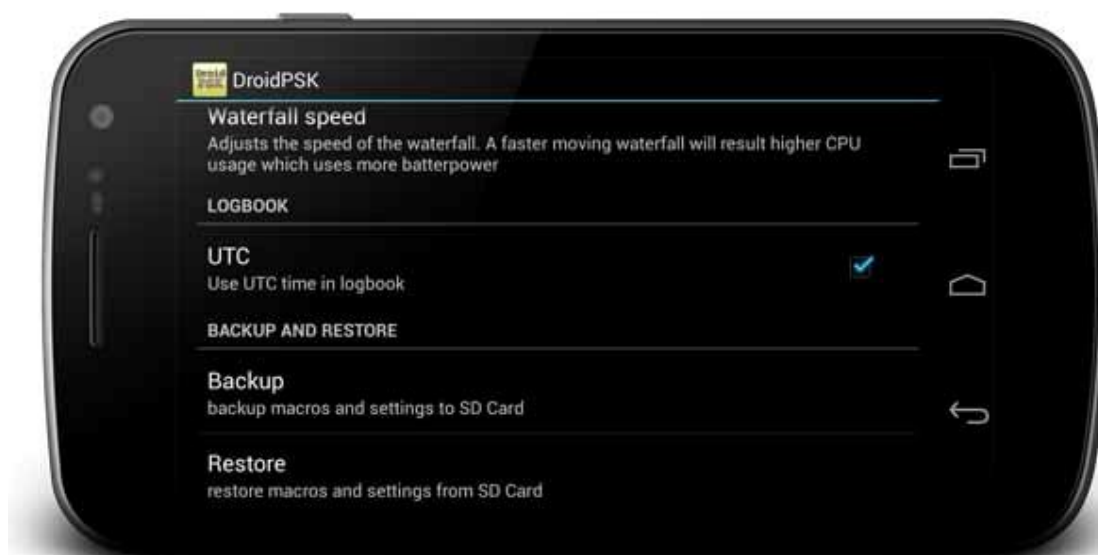 DroidPSK
Waterfall speed
Adjusts the speed of the waterfall. A faster moving waterfall will result higher CPU
usage which uses more batterpower
LOGBOOK
UTC
Use UTC time in logbook
BACKUP AND RESTORE
Backup
backup macros and settings to SD Card
Restore
restore macros and settings from SD Card